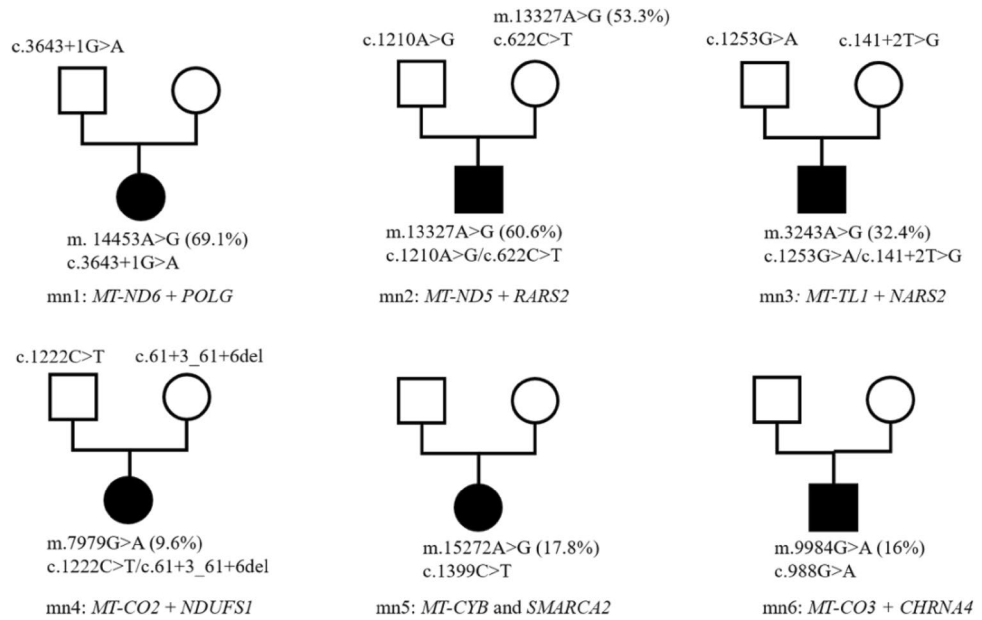 c.3643+1G>A
m. 14453A>G (69.1%)
c.3643+1G>A
mn1: MT-ND6 + POLG
m.13327A>G (53.3%)
c.1210A>G c.622C>T
m.13327A>G (60.6%)
c.1210A>G/c.622C>T
mn2: MT-ND5 + RARS2
c.1253G>A c.141+2T>G
m.3243A>G (32.4%)
c.1253G>A/c.141+2T>G
mn3: MT-TL1 + NARS2
c.1222C>T c.61+3_61+6del
m.7979G>A (9.6%)
c.1222C>T/c.61+3_61+6del
mn4: MT-CO2 + NDUFS1
m.15272A>G (17.8%)
c.1399C>T
mn5: MT-CYB and SMARCA2
m.9984G>A (16%)
c.988G>A
mn6: MT-CO3 + CHRNA4